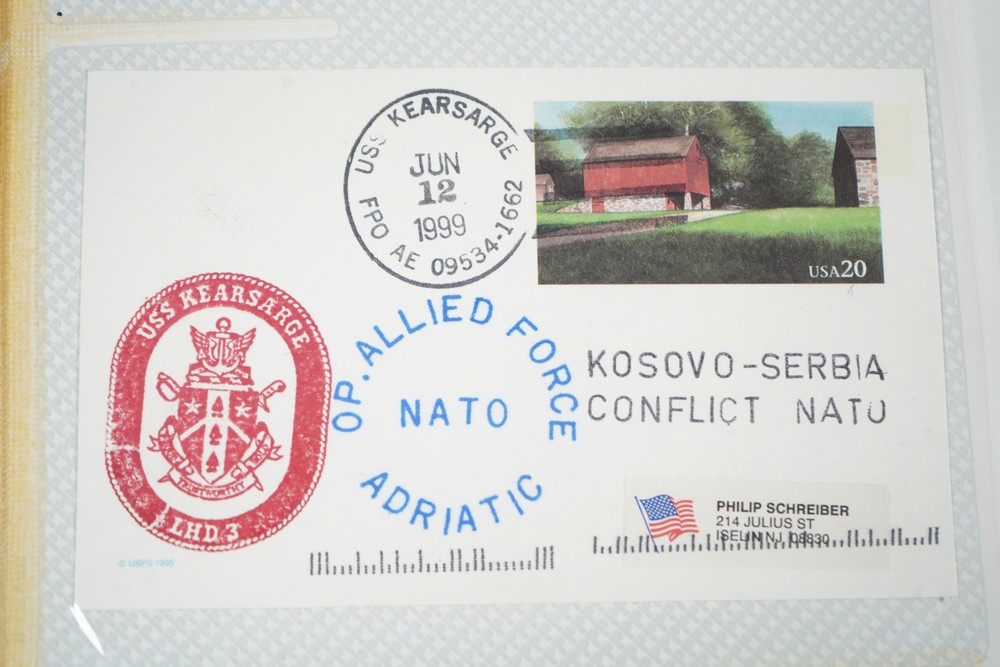 USS KEARSARGE
JUN
12
1999
FPO AE 09534-1662
USA20
USS KEARSARGE
TRUSTWORTHY
LHD 3
OP. ALLIED FORCE
NATO
ADRIATIC
KOSOVO-SERBIA
CONFLICT NATO
PHILIP SCHREIBER
214 JULIUS ST
ISELIN NJ 08830
© USPS 1995